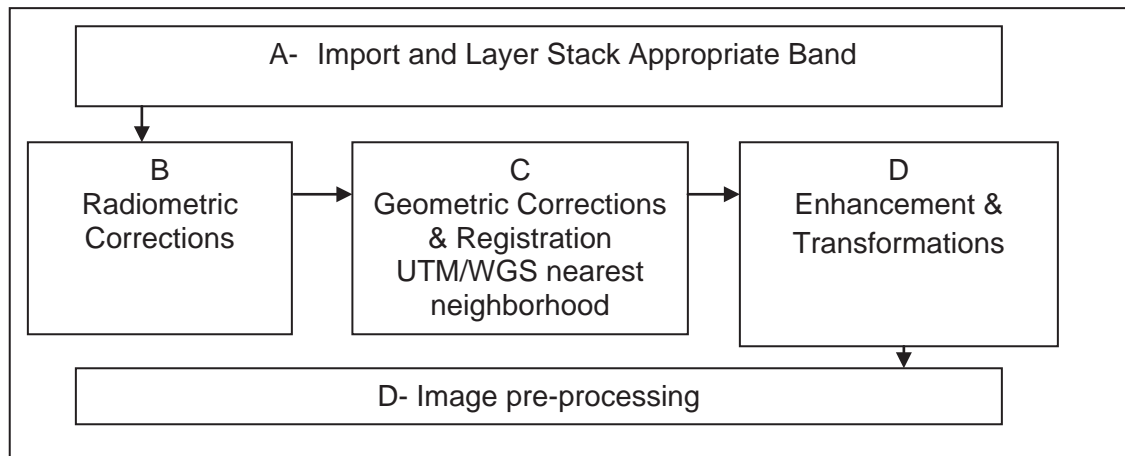 A- Import and Layer Stack Appropriate Band
B
Radiometric
Corrections
C
Geometric Corrections
& Registration
UTM/WGS nearest
neighborhood
D
Enhancement &
Transformations
D- Image pre-processing